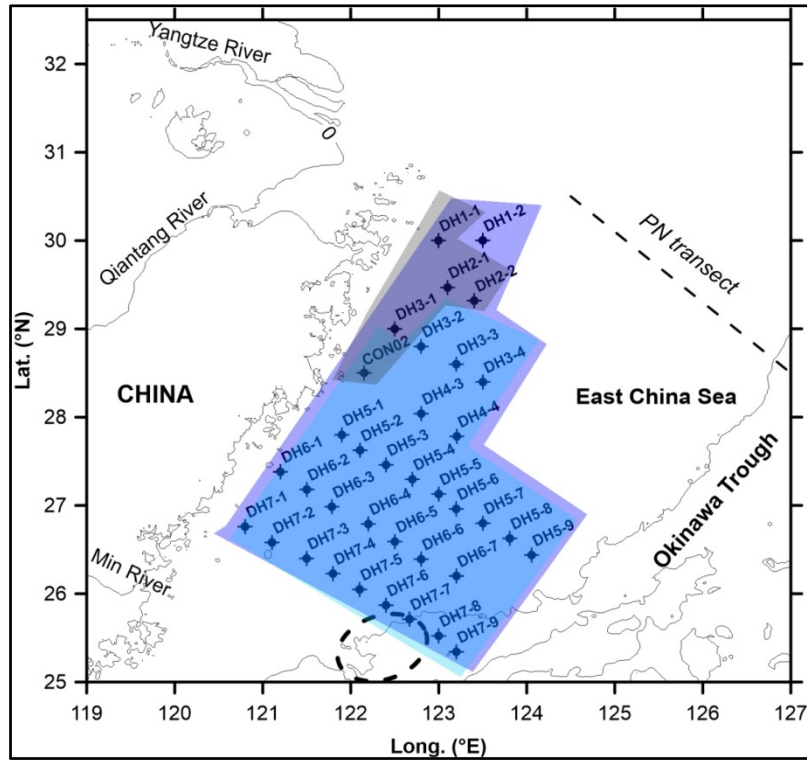 Yangtze River
0
Qiantang River
PN transect
DH1-1
DH1-2
DH2-1
DH2-2
DH3-1
DH3-2
CON02
DH3-3
DH3-4
CHINA
East China Sea
DH4-3
DH4-4
DH5-1
DH5-2
DH5-3
DH5-4
DH5-5
DH5-6
DH5-7
DH5-8
DH5-9
DH6-1
DH6-2
DH6-3
DH6-4
DH6-5
DH6-6
DH6-7
DH7-1
DH7-2
DH7-3
DH7-4
DH7-5
DH7-6
DH7-7
DH7-8
DH7-9
Okinawa Trough
Min River
0
Lat. (°N)
32
31
30
29
28
27
26
25
119
120
121
122
123
124
125
126
127
Long. (°E)